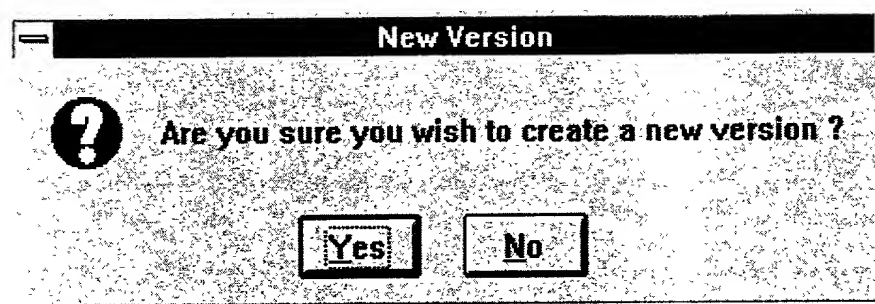 New Version
Are you sure you wish to create a new version ?
Yes
No